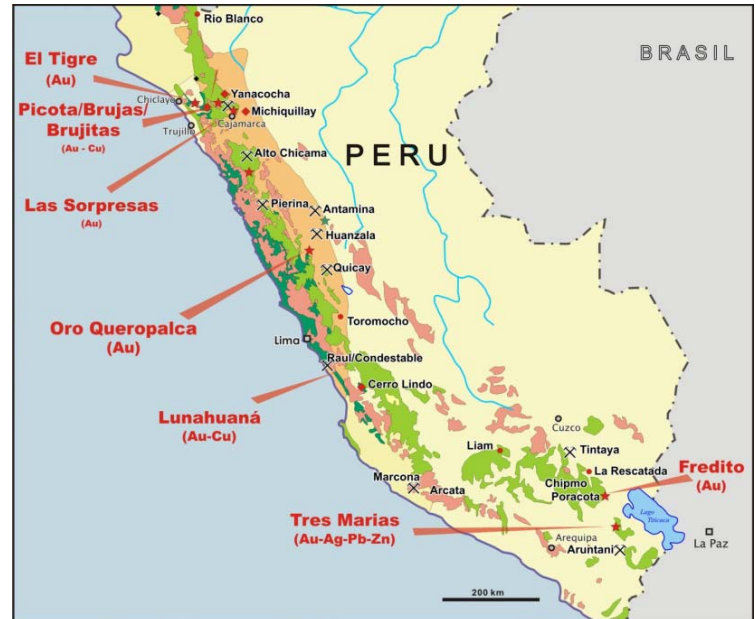 Rio Blanco
BRASIL
El Tigre
(Au)
Chiclayo
Yanacocha
Picota/Brujas/
Brujitas
(Au - Cu)
Michiquillay
Cajamarca
Trujillo
PERU
Alto Chicama
Las Sorpresas
(Au)
Pierina
Antamina
Huanzala
Quicay
Oro Queropalca
(Au)
Toromocho
Lima
Raul/Condestable
Cerro Lindo
Lunahuaná
(Au-Cu)
Cuzco
Liam
Tintaya
La Rescatada
Fredito
(Au)
Marcona
Arcata
Chipmo
Poracota
Tres Marias
(Au-Ag-Pb-Zn)
Lago
Titicaca
La Paz
Arequipa
Aruntani
200 km